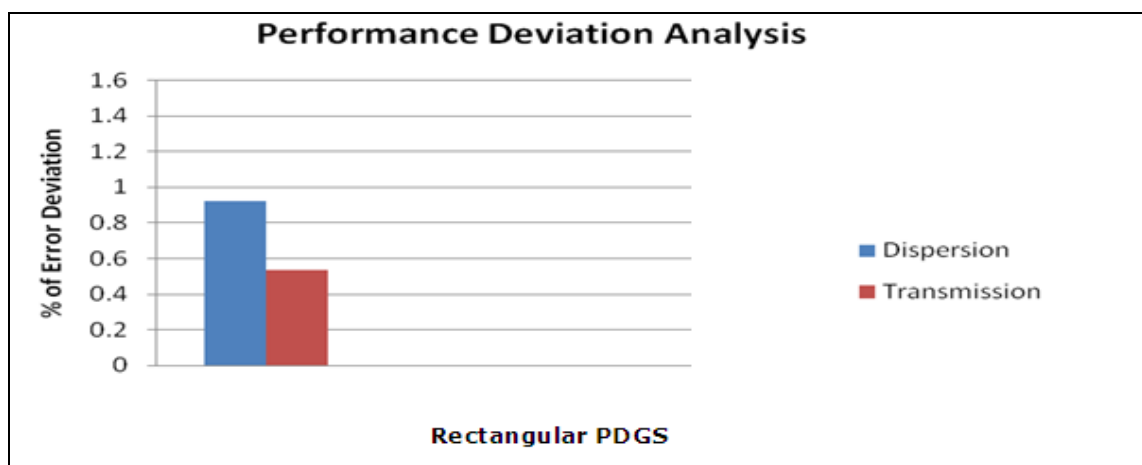 Performance Deviation Analysis
% of Error Deviation
1.6
1.4
1.2
1
0.8
0.6
0.4
0.2
0
Dispersion
Transmission
Rectangular PDGS